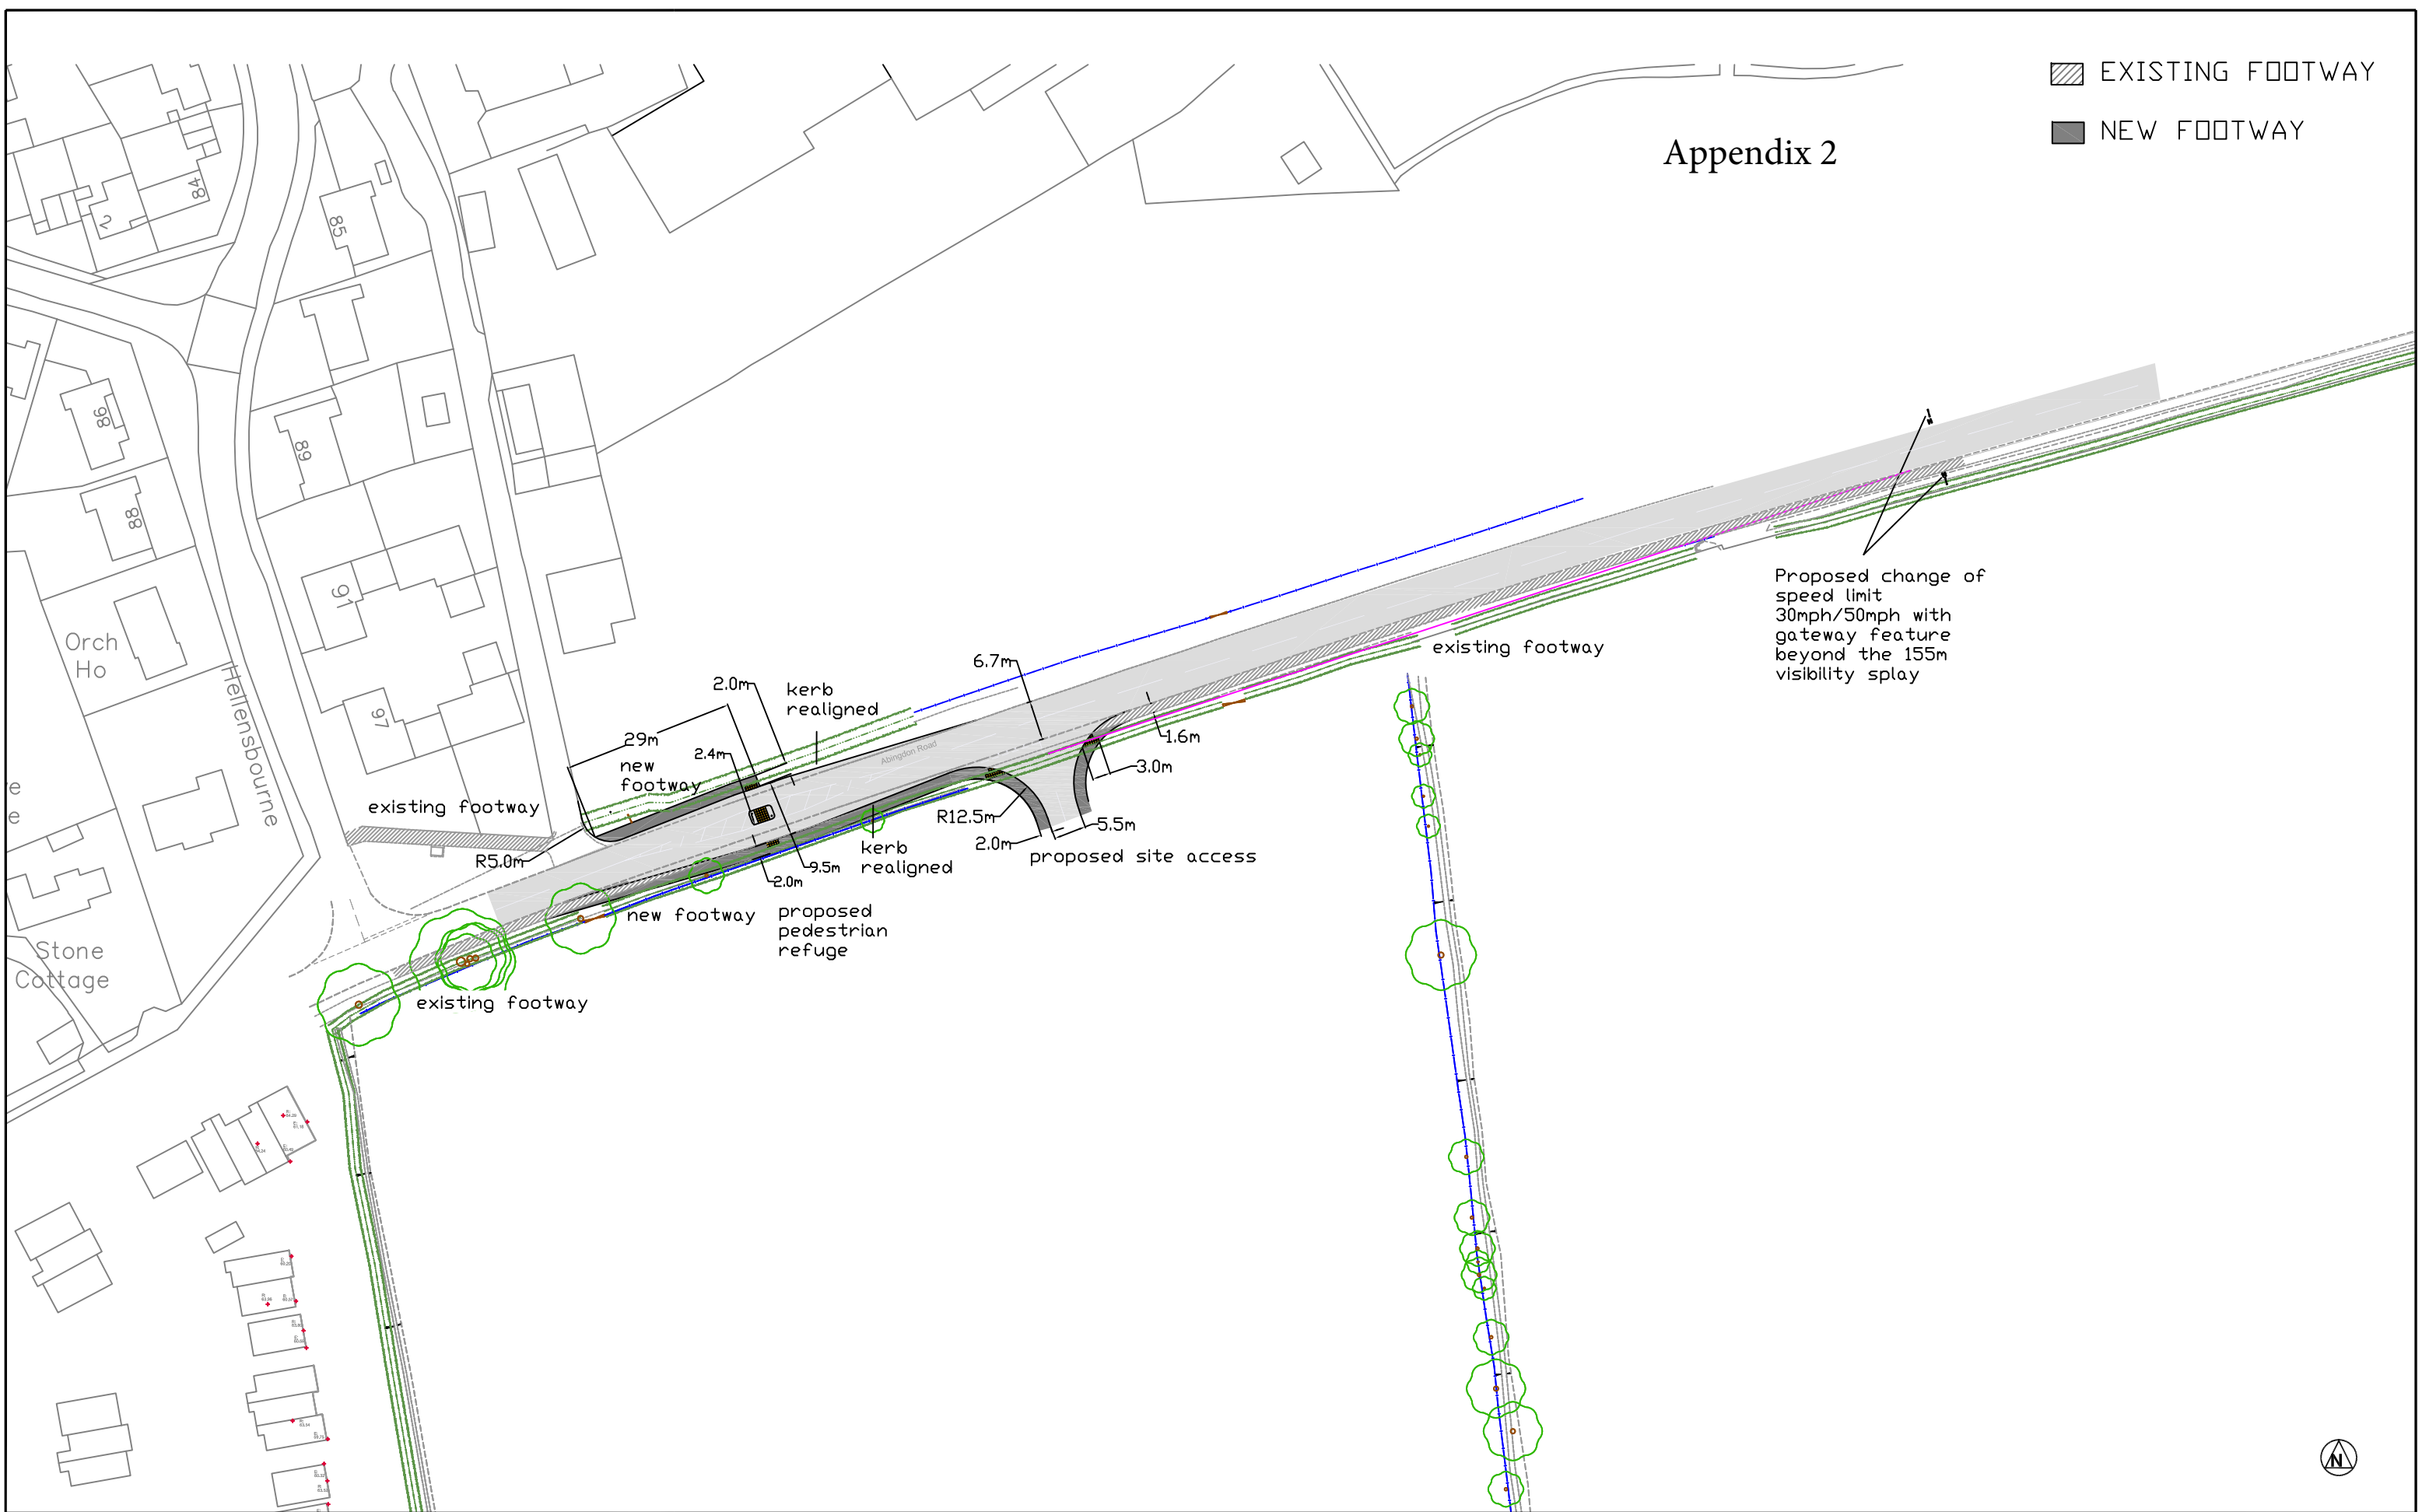 EXISTING FOOTWAY
NEW FOOTWAY
Appendix 2
84
2
85
98
89
88
91
97
Orch
Ho
Hellensbourne
e
e
Stone
Cottage
Proposed change of
speed limit
30mph/50mph with
gateway feature
beyond the 155m
visibility splay
existing footway
6.7m
2.0m
kerb
realigned
29m
2.4m
new
footway
Abingdon Road
1.6m
3.0m
existing footway
R12.5m
5.5m
2.0m
proposed site access
R5.0m
kerb
realigned
9.5m
2.0m
new footway
proposed
pedestrian
refuge
existing footway
N